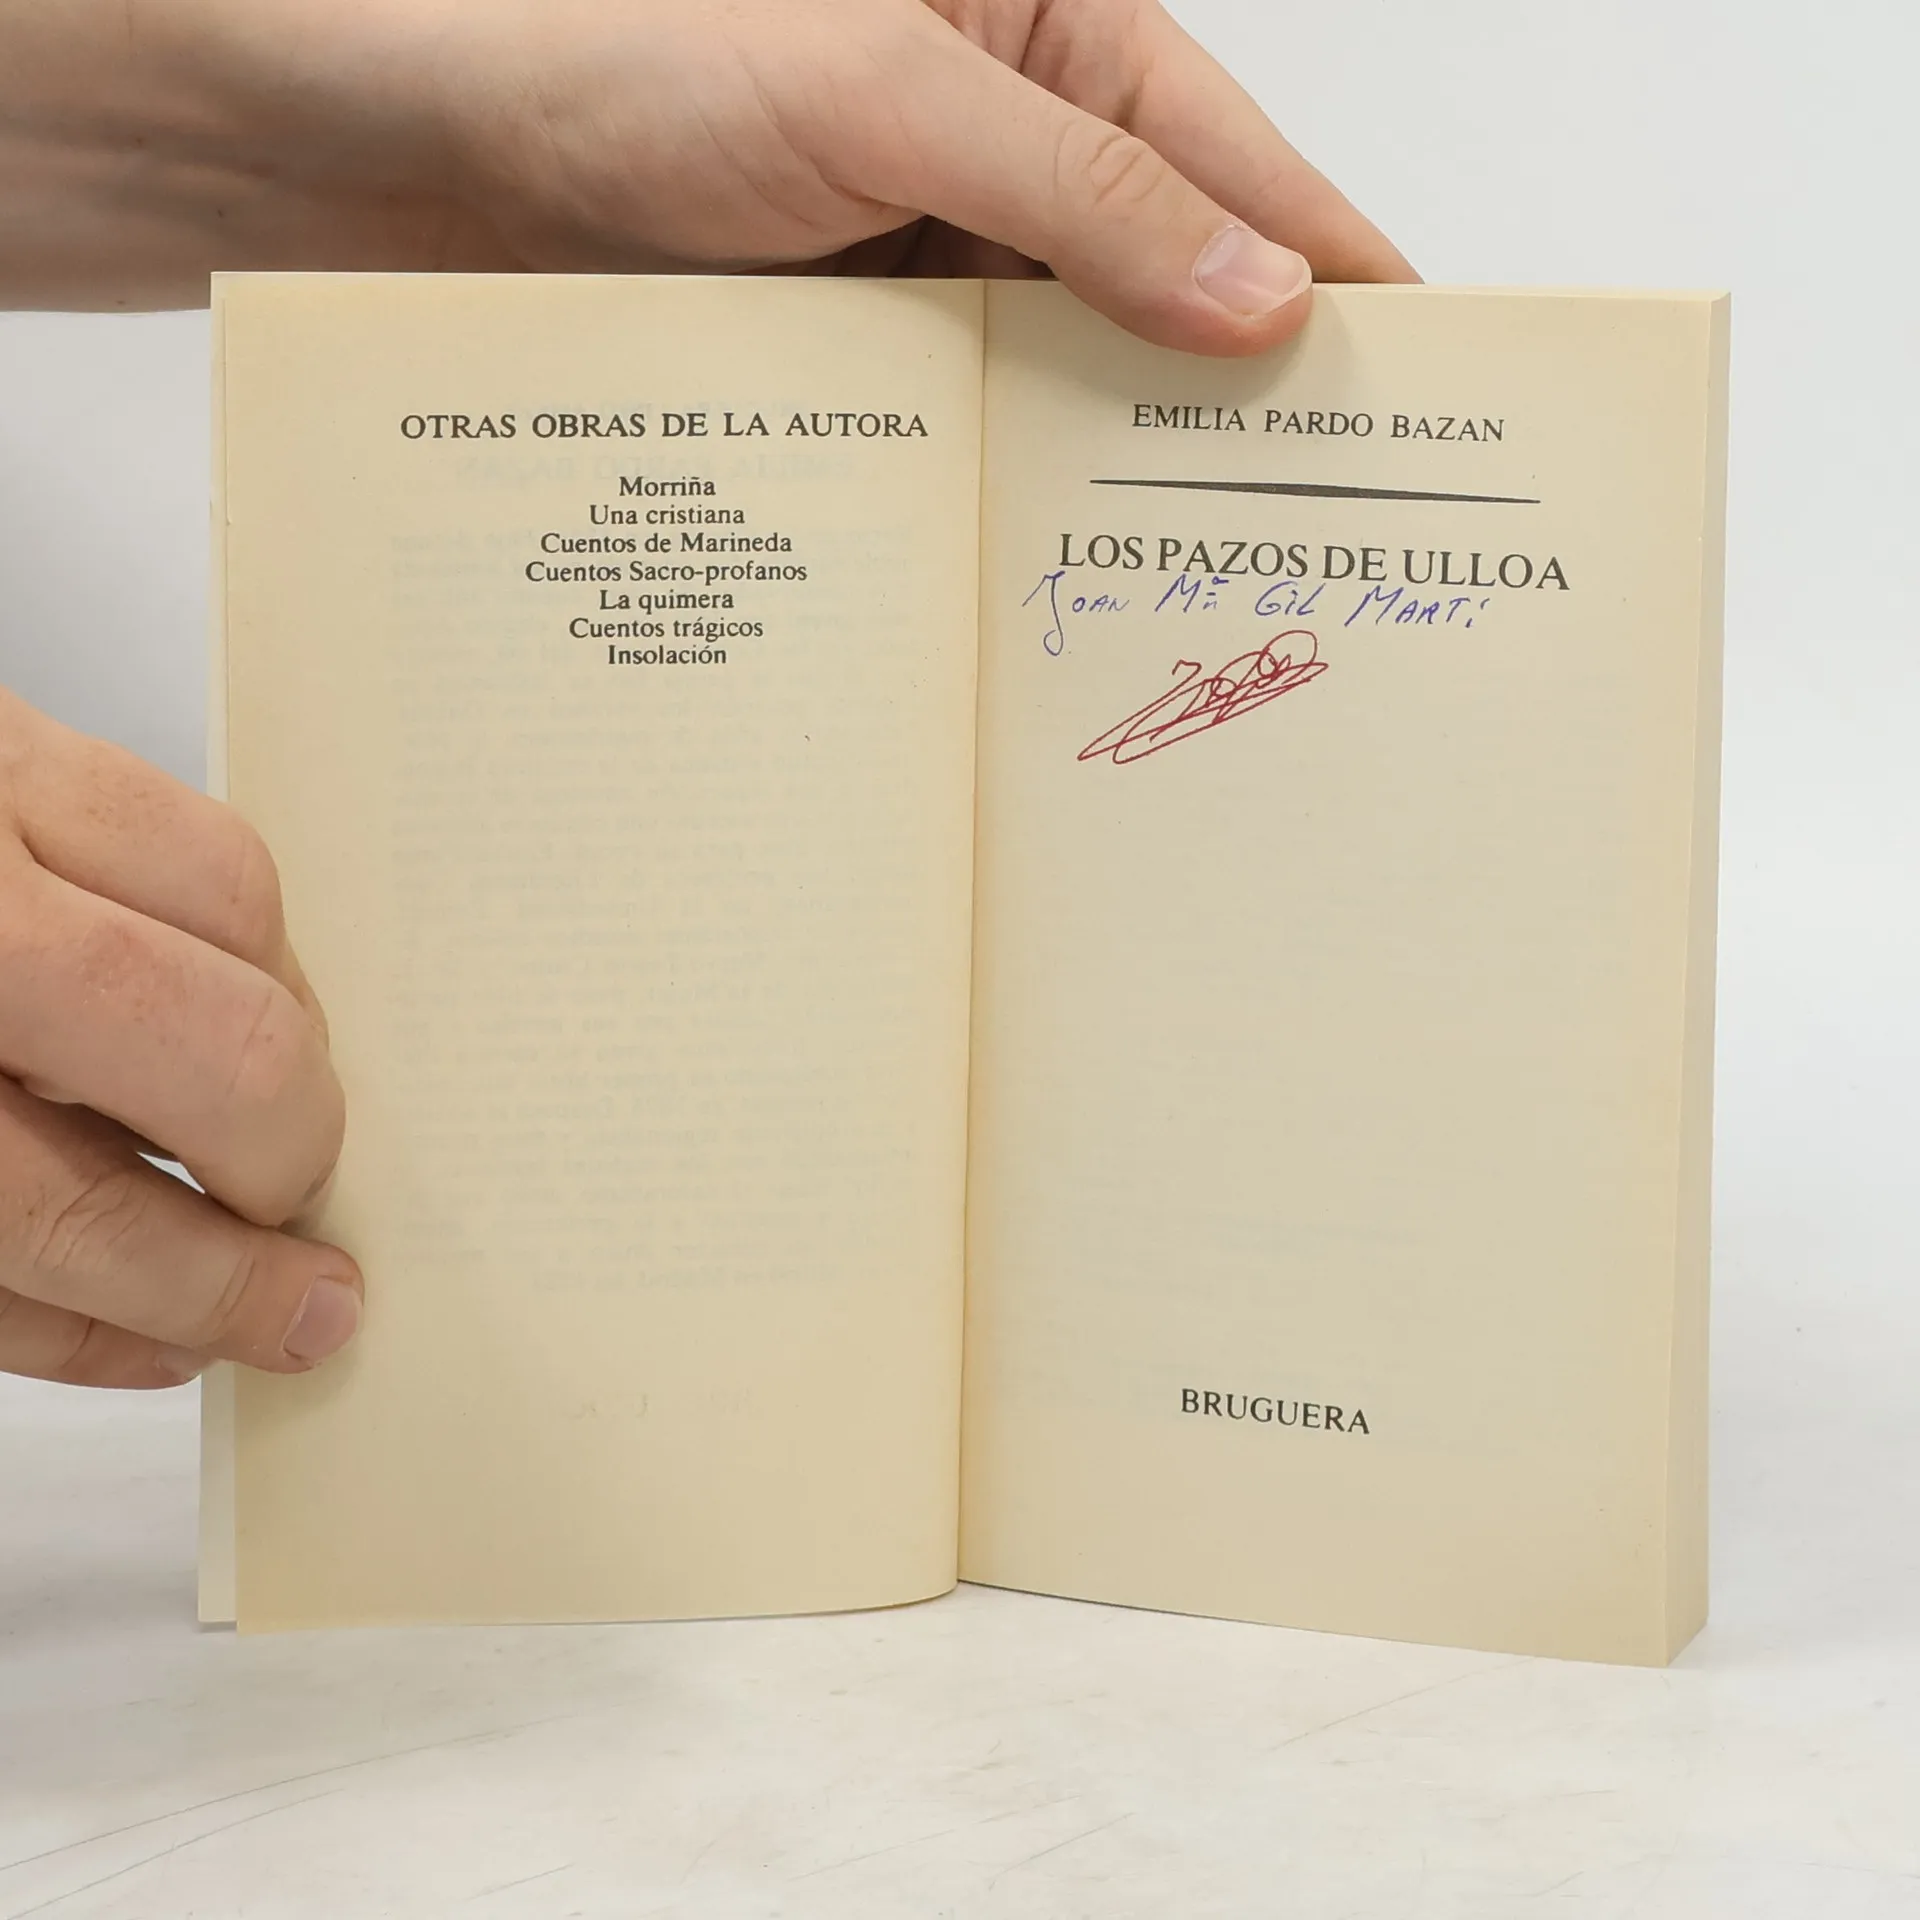 OTRAS OBRAS DE LA AUTORA
Morriña
Una cristiana
Cuentos de Marineda
Cuentos Sacro-profanos
La quimera
Cuentos trágicos
Insolación
EMILIA PARDO BAZAN
LOS PAZOS DE ULLOA
JOAN Mª GIL MARTÍ
BRUGUERA